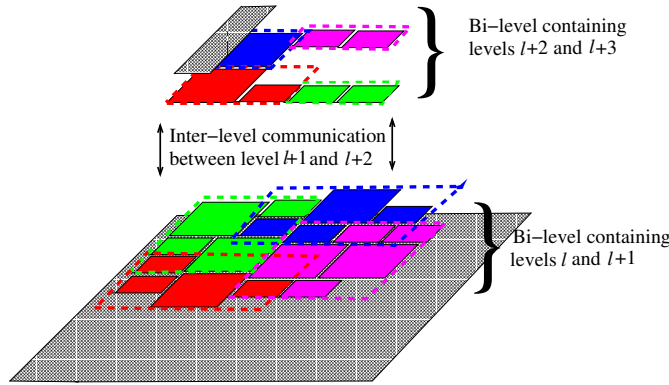 Bi−level containing
levels l+2 and l+3
Inter−level communication
between level l+1 and l+2
Bi−level containing
levels l and l+1